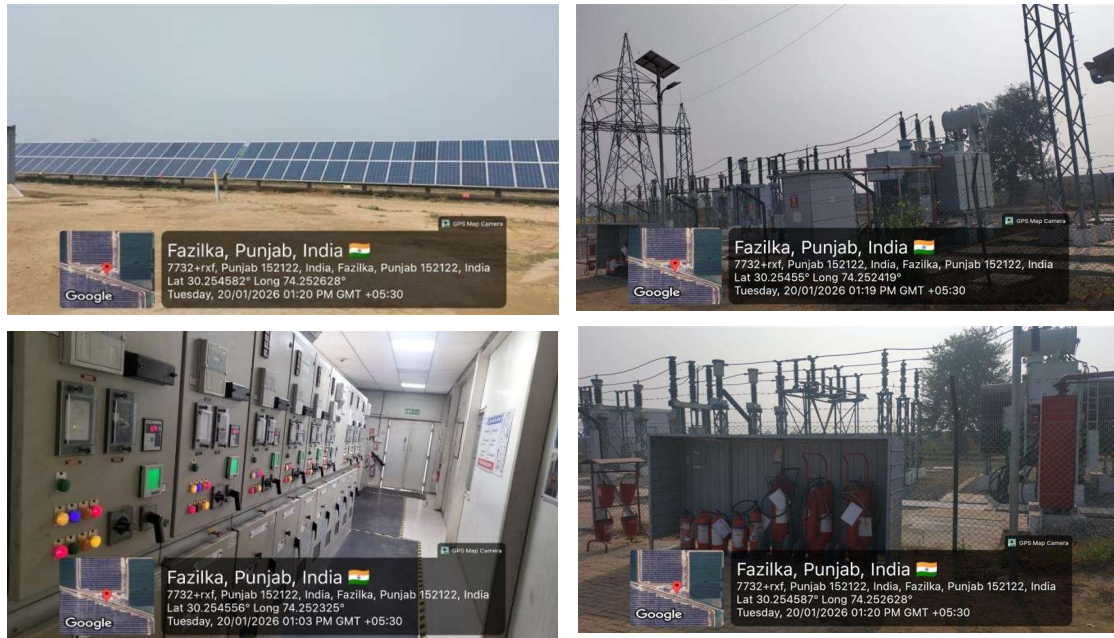 GPS Map Camera
Fazilka, Punjab, India
7732+rxf, Punjab 152122, India, Fazilka, Punjab 152122, India
Lat 30.254582° Long 74.252628°
Tuesday, 20/01/2026 01:20 PM GMT +05:30
Google
GPS Map Camera
Fazilka, Punjab, India
7732+rxf, Punjab 152122, India, Fazilka, Punjab 152122, India
Lat 30.25455° Long 74.252419°
Tuesday, 20/01/2026 01:19 PM GMT +05:30
Google
GPS Map Camera
Fazilka, Punjab, India
7732+rxf, Punjab 152122, India, Fazilka, Punjab 152122, India
Lat 30.254556° Long 74.252325°
Tuesday, 20/01/2026 01:03 PM GMT +05:30
Google
GPS Map Camera
Fazilka, Punjab, India
7732+rxf, Punjab 152122, India, Fazilka, Punjab 152122, India
Lat 30.254587° Long 74.252628°
Tuesday, 20/01/2026 01:20 PM GMT +05:30
Google